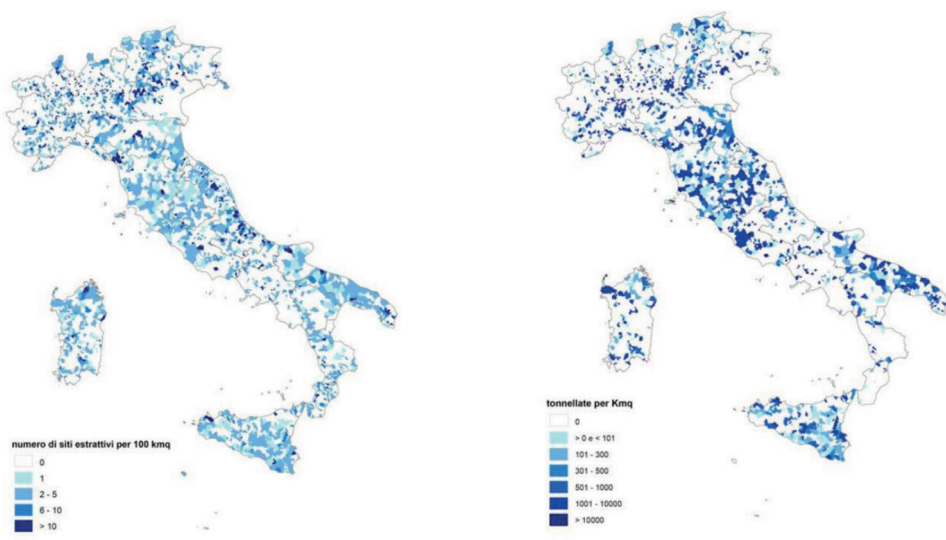 numero di siti estrattivi per 100 kmq
0
1
2 - 5
6 - 10
> 10
tonnellate per Kmq
0
> 0 e < 101
101 - 300
301 - 500
501 - 1000
1001 - 10000
> 10000